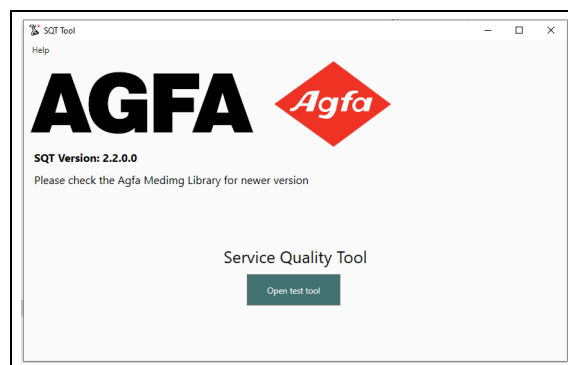 SQT Tool
Help
AGFA Agfa
SQT Version: 2.2.0.0
Please check the Agfa Medimg Library for newer version
Service Quality Tool
Open test tool